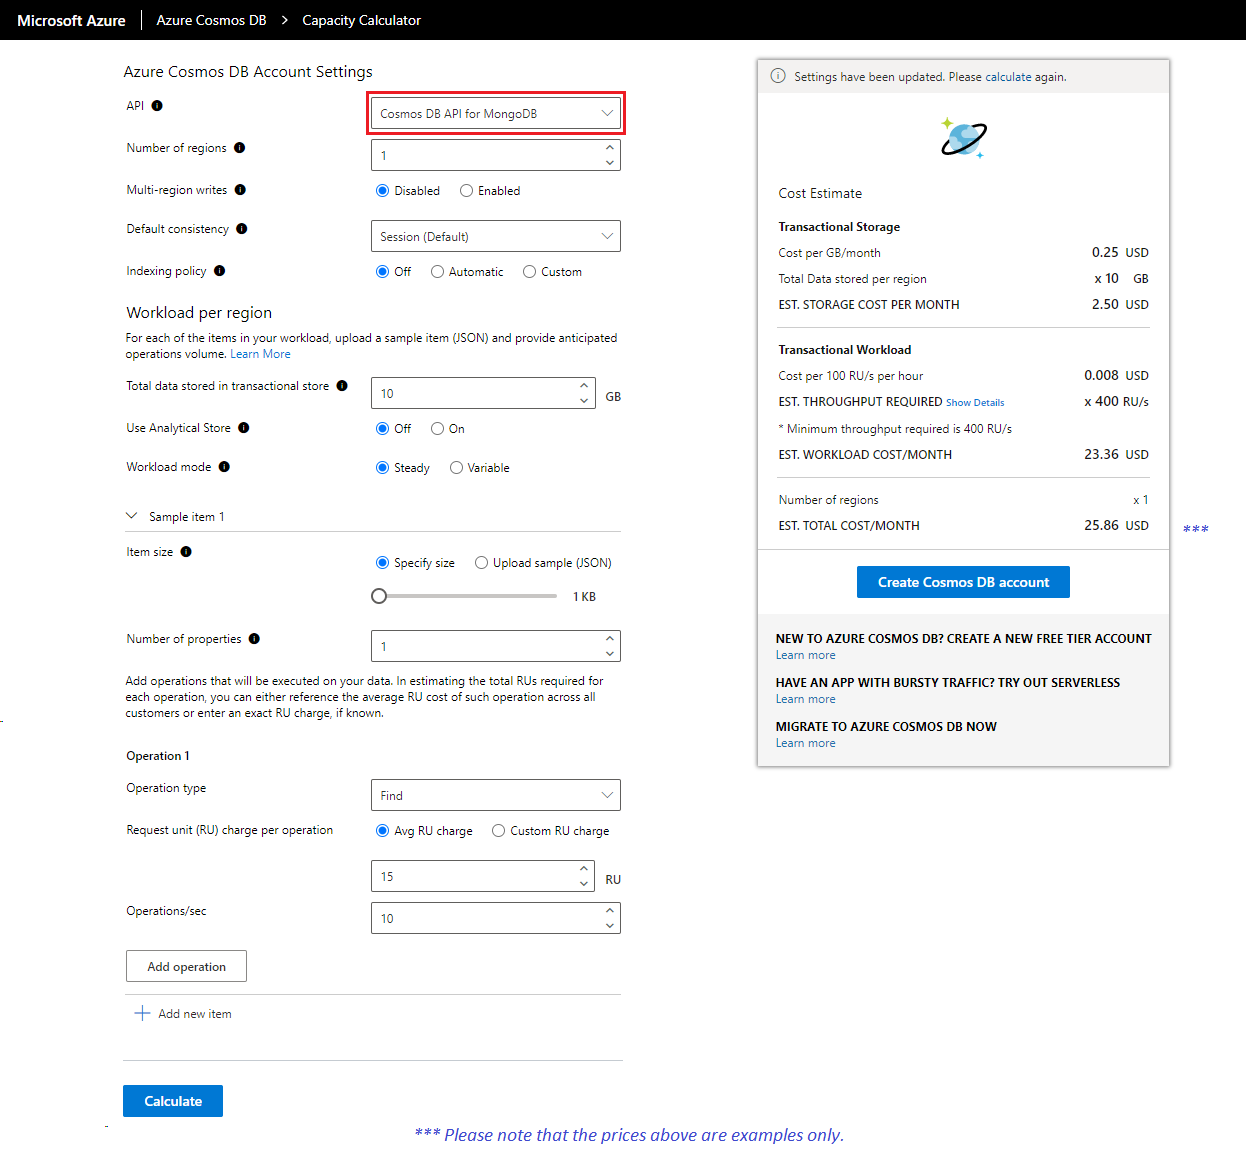 Microsoft Azure Azure Cosmos DB > Capacity Calculator
Azure Cosmos DB Account Settings
API
Cosmos DB API for MongoDB
Number of regions
1
Multi-region writes
Disabled Enabled
Default consistency
Session (Default)
Indexing policy
Off Automatic Custom
Workload per region
For each of the items in your workload, upload a sample item (JSON) and provide anticipated
operations volume. Learn More
Total data stored in transactional store
10
GB
Use Analytical Store
Off On
Workload mode
Steady Variable
Sample item 1
Item size
Specify size Upload sample (JSON)
1 KB
Number of properties
1
Add operations that will be executed on your data. In estimating the total RUs required for
each operation, you can either reference the average RU cost of such operation across all
customers or enter an exact RU charge, if known.
Operation 1
Operation type
Find
Request unit (RU) charge per operation
Avg RU charge Custom RU charge
15
RU
Operations/sec
10
Add operation
Add new item
Calculate
Settings have been updated. Please calculate again.
Cost Estimate
Transactional Storage
Cost per GB/month 0.25 USD
Total Data stored per region x 10 GB
EST. STORAGE COST PER MONTH 2.50 USD
Transactional Workload
Cost per 100 RU/s per hour 0.008 USD
EST. THROUGHPUT REQUIRED Show Details x 400 RU/s
* Minimum throughput required is 400 RU/s
EST. WORKLOAD COST/MONTH 23.36 USD
Number of regions x 1
EST. TOTAL COST/MONTH 25.86 USD ***
Create Cosmos DB account
NEW TO AZURE COSMOS DB? CREATE A NEW FREE TIER ACCOUNT
Learn more
HAVE AN APP WITH BURSTY TRAFFIC? TRY OUT SERVERLESS
Learn more
MIGRATE TO AZURE COSMOS DB NOW
Learn more
*** Please note that the prices above are examples only.